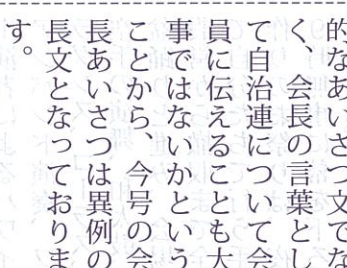 的なあいさつ文でな
く、会長の言葉とし
て自治連について会
員に伝えることも大
事ではないかという
ことから、今号の会
長あいさつは異例の
長文となっておりま
す。